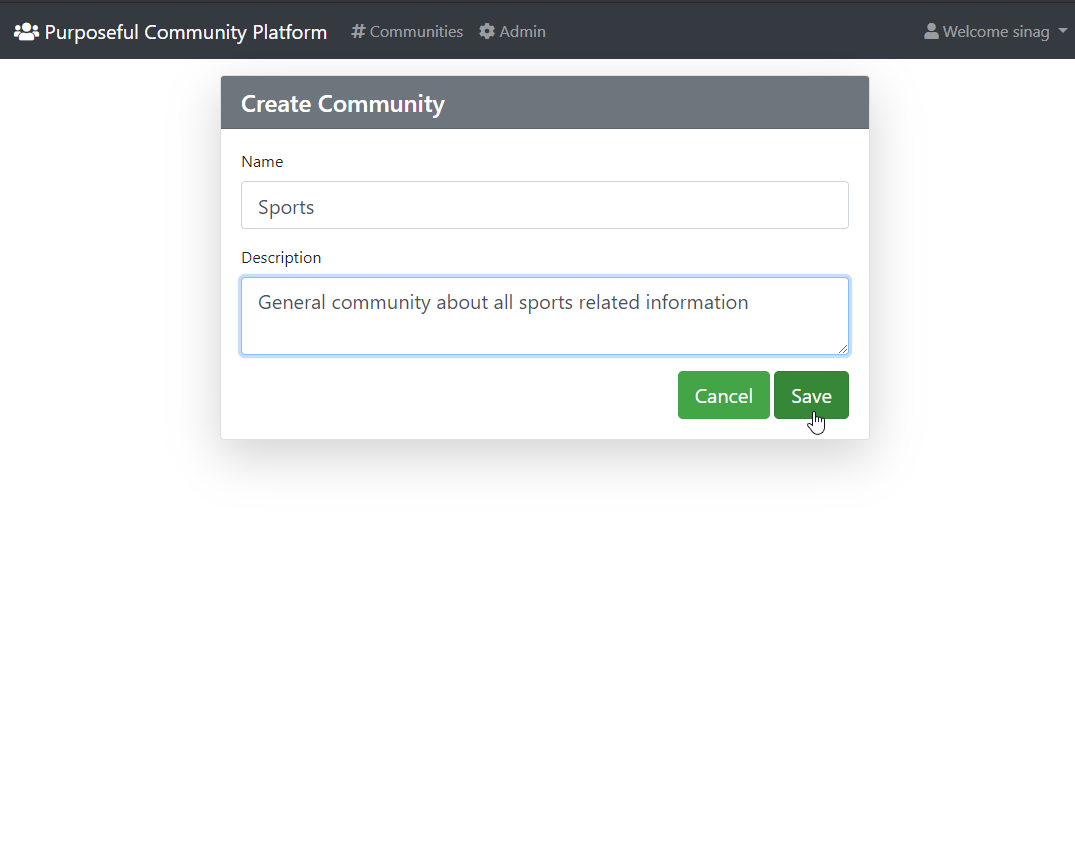 Purposeful Community Platform # Communities Admin Welcome sinag
Create Community
Name
Sports
Description
General community about all sports related information
Cancel Save